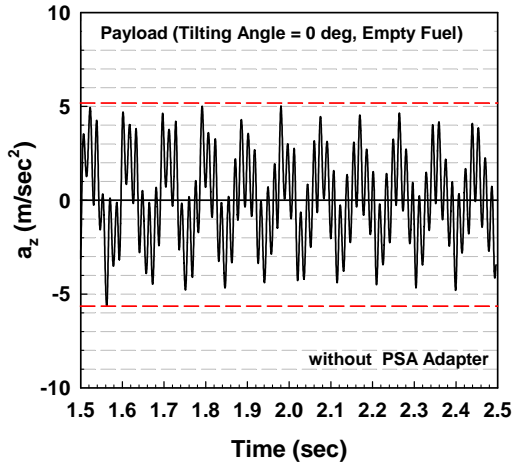 10
Payload (Tilting Angle = 0 deg, Empty Fuel)
5
0
a_z (m/sec²)
-5
without PSA Adapter
-10
1.5 1.6 1.7 1.8 1.9 2.0 2.1 2.2 2.3 2.4 2.5
Time (sec)